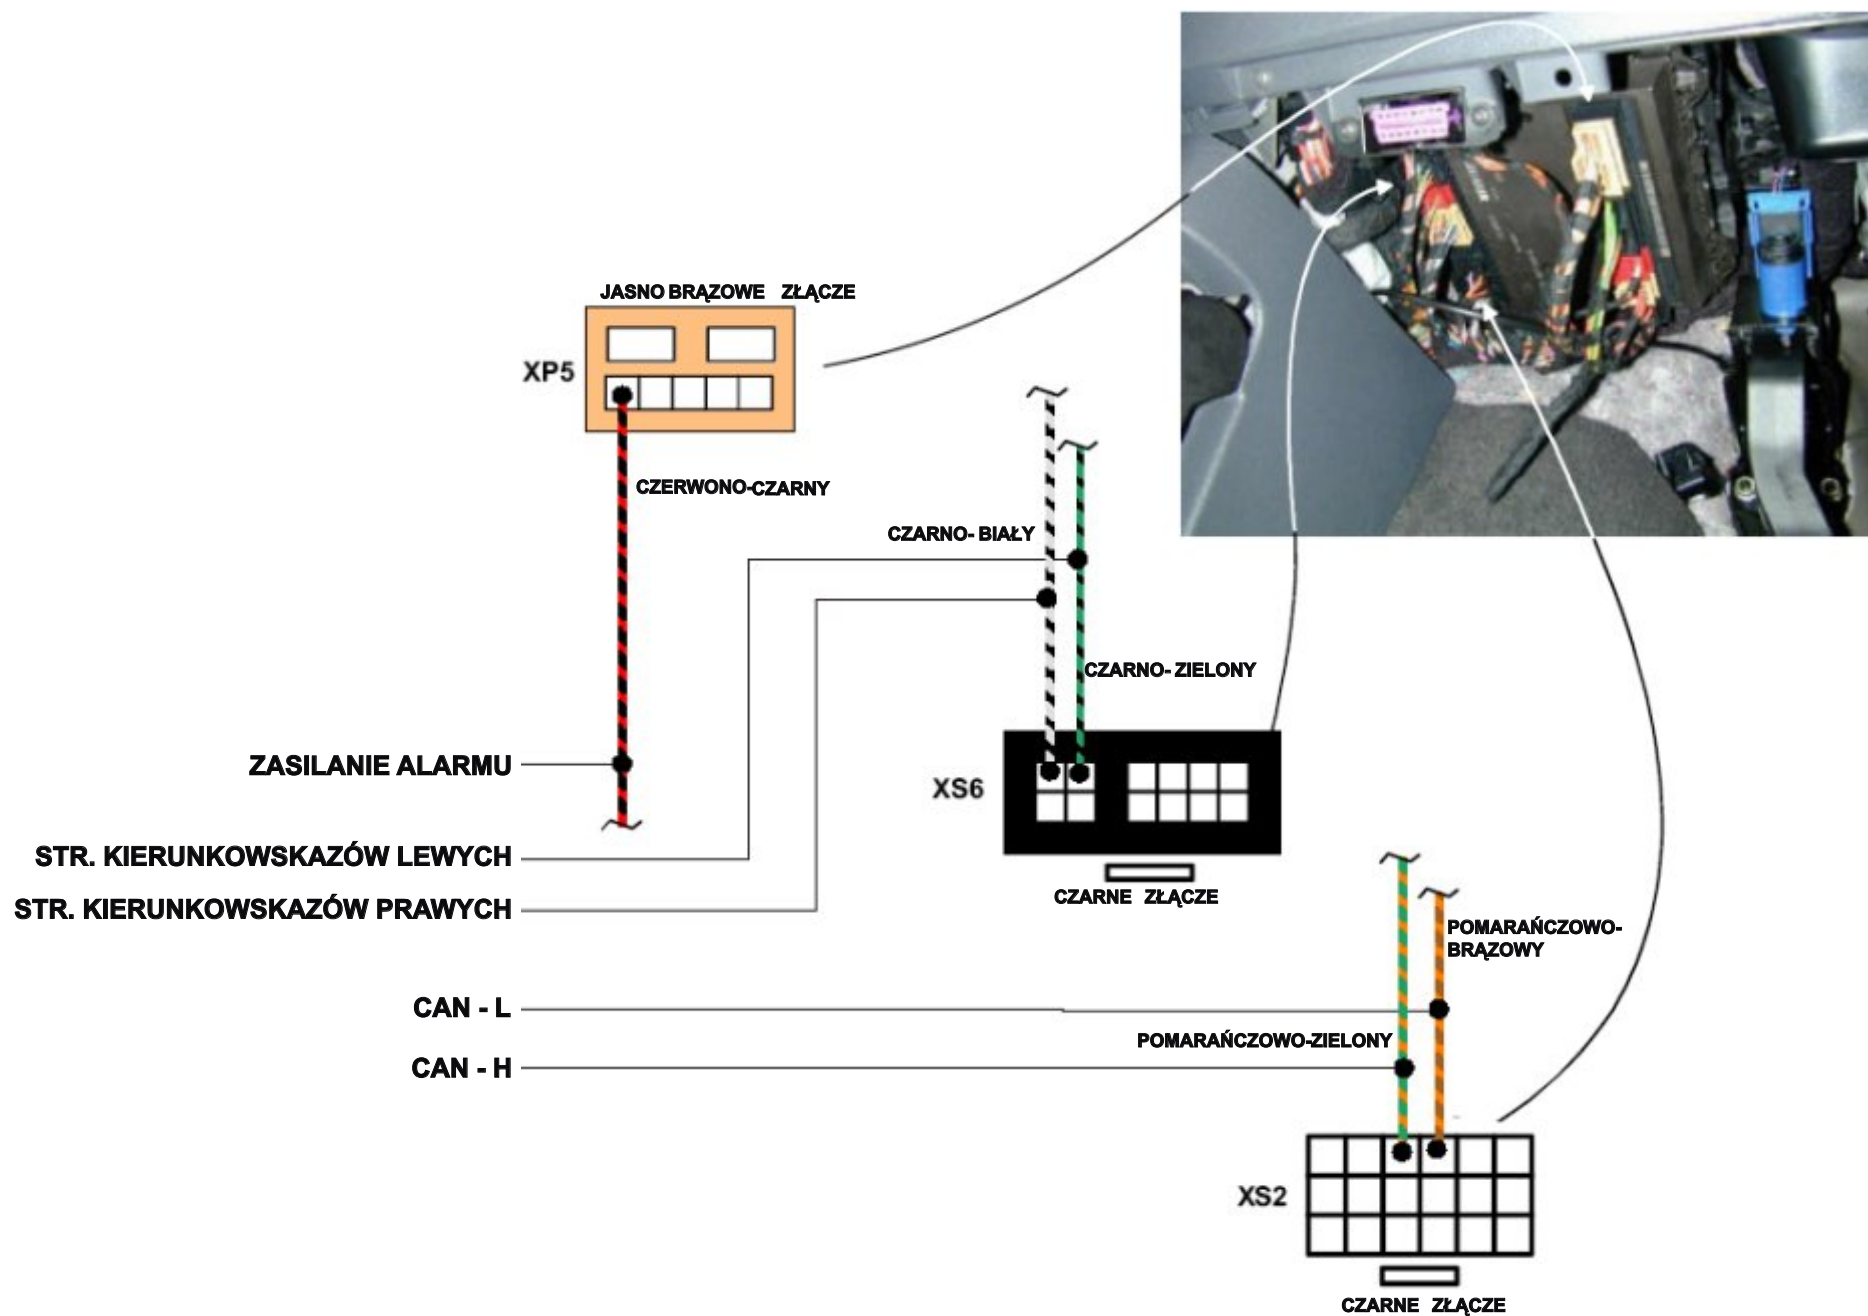 JASNO BRĄZOWE ZŁĄCZE
XP5
CZERWONO-CZARNY
CZARNO- BIAŁY
CZARNO- ZIELONY
ZASILANIE ALARMU
XS6
STR. KIERUNKOWSKAZÓW LEWYCH
CZARNE ZŁĄCZE
STR. KIERUNKOWSKAZÓW PRAWYCH
POMARAŃCZOWO-
BRĄZOWY
CAN - L
POMARAŃCZOWO-ZIELONY
CAN - H
XS2
CZARNE ZŁĄCZE